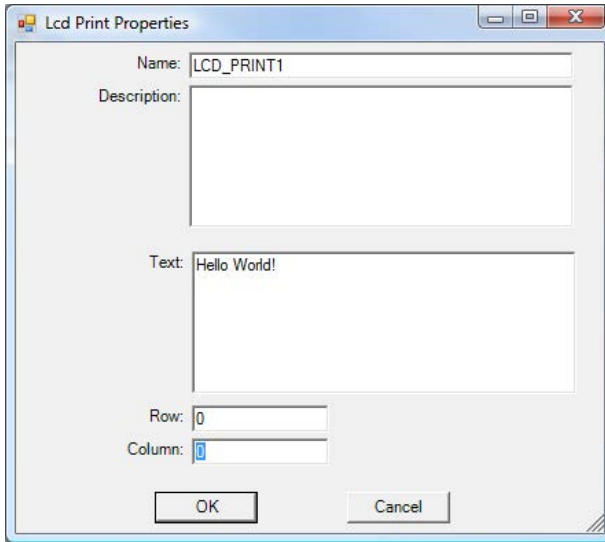 Lcd Print Properties
Name: LCD_PRINT1
Description:
Text: Hello World!
Row: 0
Column: 0
OK Cancel